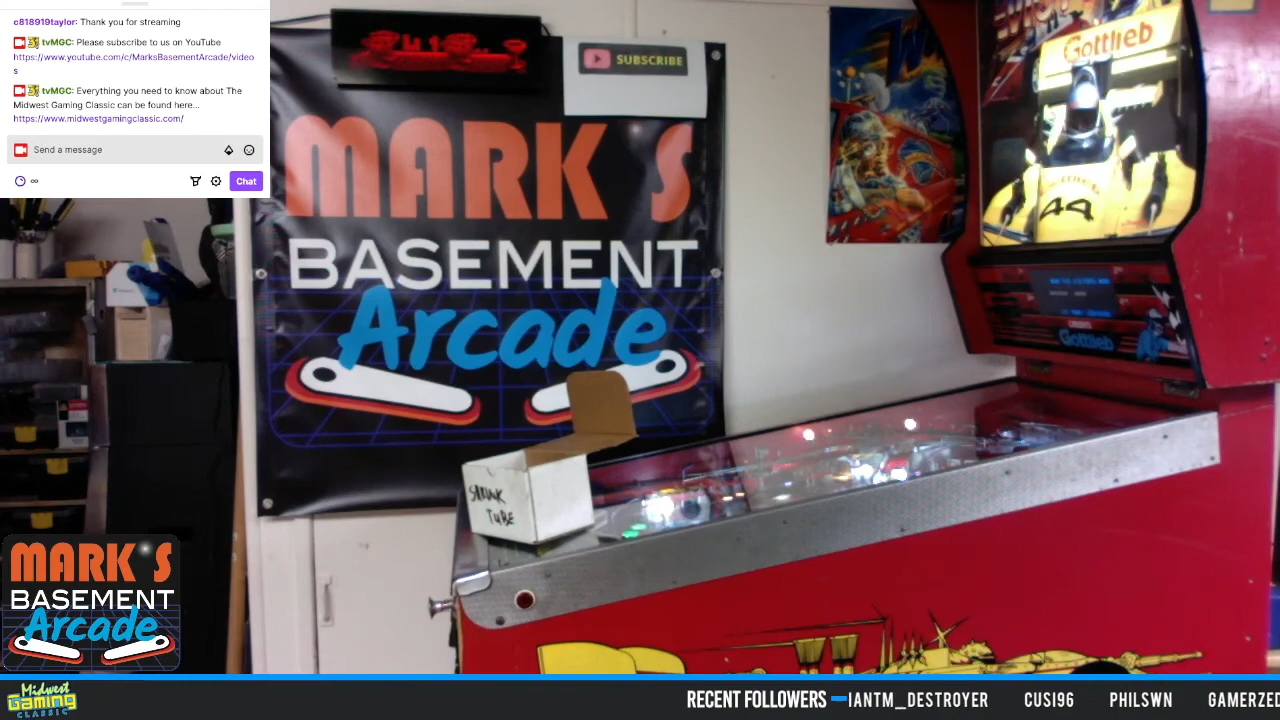 c818919taylor: Thank you for streaming
tvMGC: Please subscribe to us on YouTube
https://www.youtube.com/c/MarksBasementArcade/video
s
tvMGC: Everything you need to know about The
Midwest Gaming Classic can be found here...
https://www.midwestgamingclassic.com/
Send a message
∞
Chat
SUBSCRIBE
MARK'S
BASEMENT
Arcade
Gottlieb
44
Gottlieb
SHRINK
TUBE
MARK'S
BASEMENT
Arcade
Midwest
Gaming
CLASSIC
RECENT FOLLOWERS
IANTM_DESTROYER
CUSI96
PHILSWN
GAMERZED